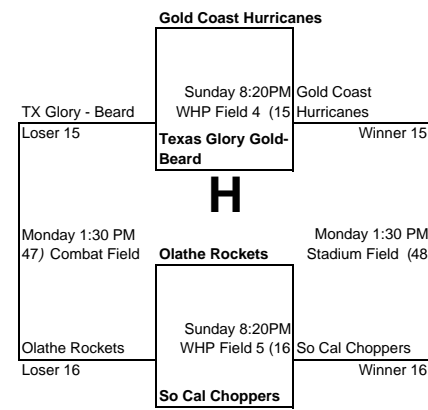 Gold Coast Hurricanes
Sunday 8:20PM Gold Coast
TX Glory - Beard WHP Field 4 (15 Hurricanes
Loser 15 Winner 15
Texas Glory Gold-
Beard
H
Monday 1:30 PM Monday 1:30 PM
47) Combat Field Olathe Rockets Stadium Field (48
Sunday 8:20PM
Olathe Rockets WHP Field 5 (16 So Cal Choppers
Loser 16 Winner 16
So Cal Choppers